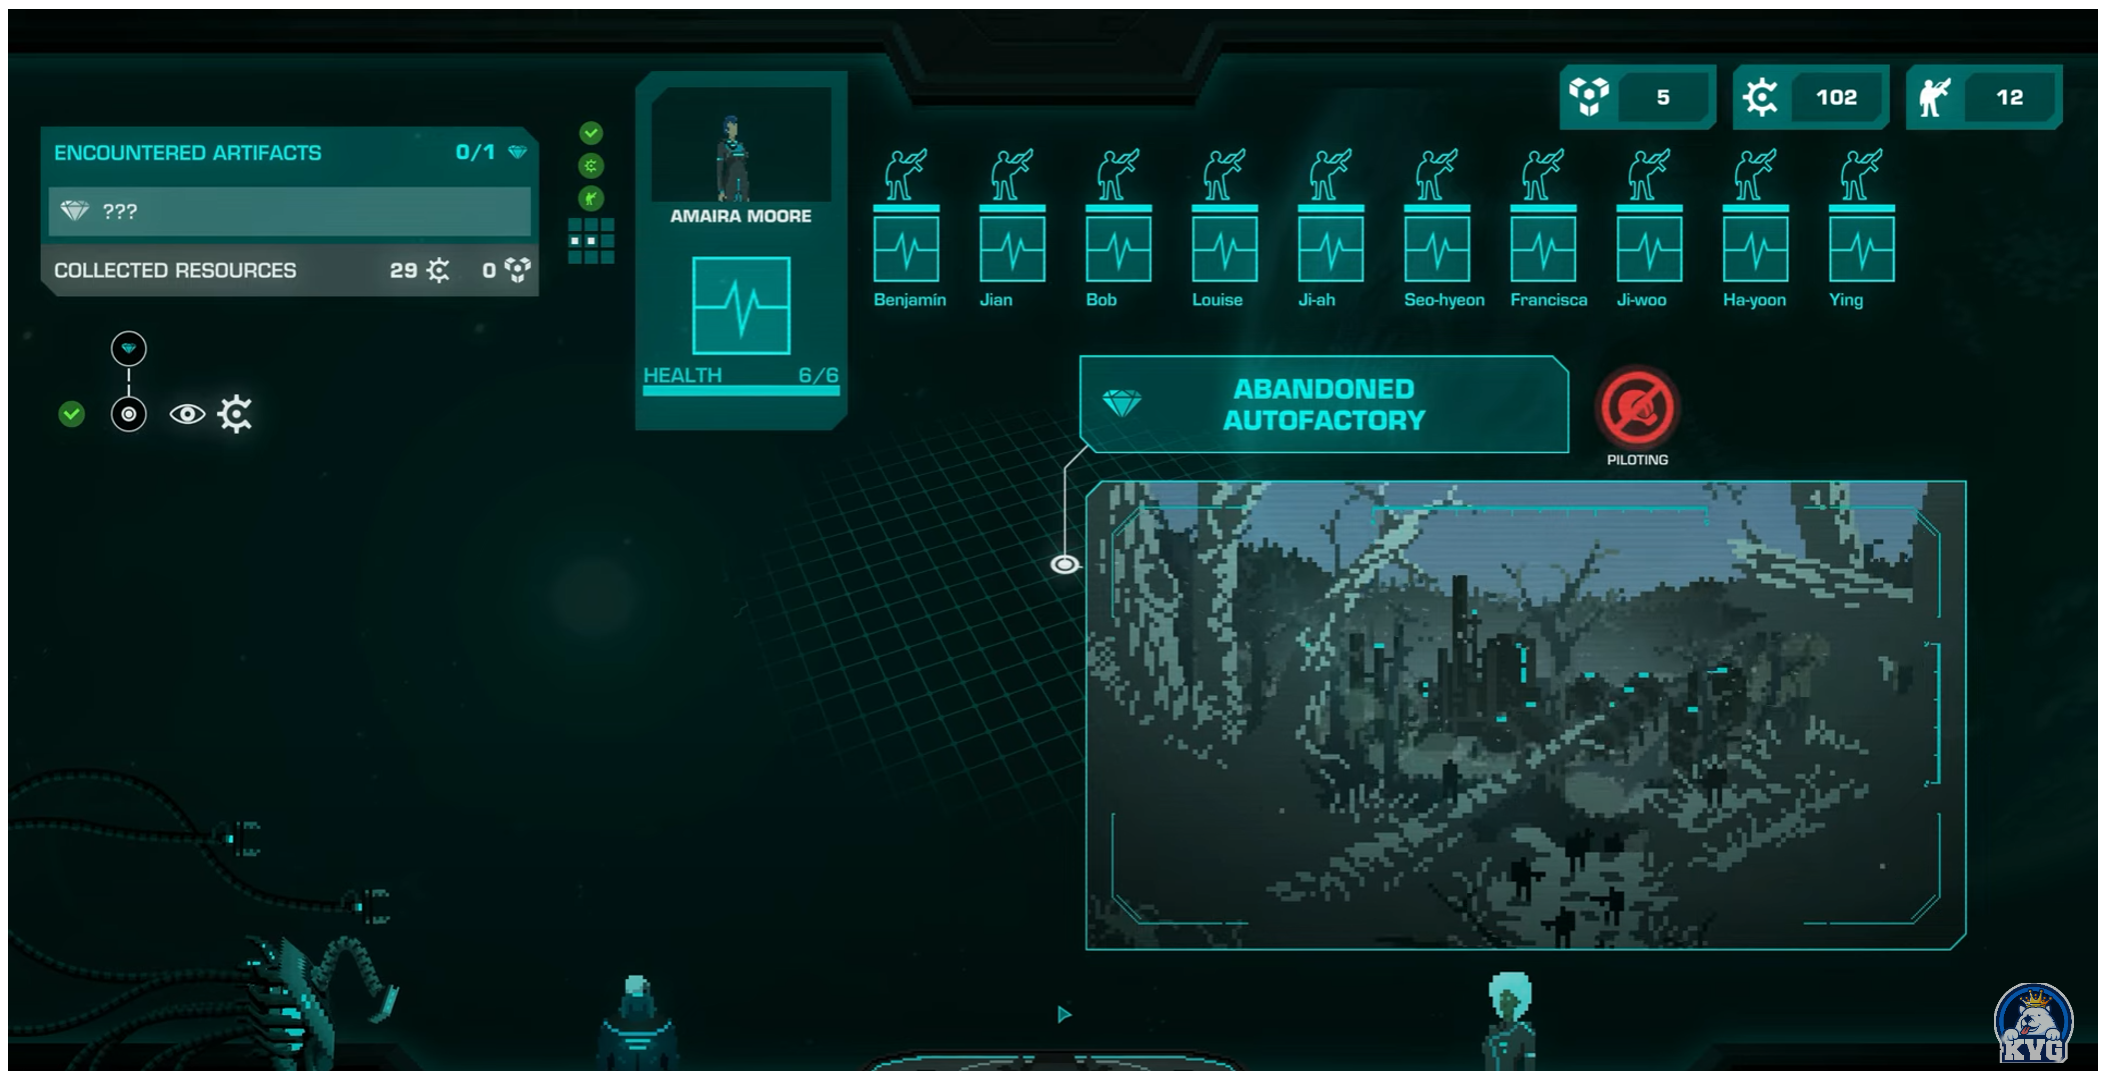 5
102
12
ENCOUNTERED ARTIFACTS 0/1
???
COLLECTED RESOURCES 29 0
AMAIRA MOORE
HEALTH 6/6
Benjamín
Jian
Bob
Louise
Ji-ah
Seo-hyeon
Francisca
Ji-woo
Ha-yoon
Ying
ABANDONED
AUTOFACTORY
PILOTING
KVG